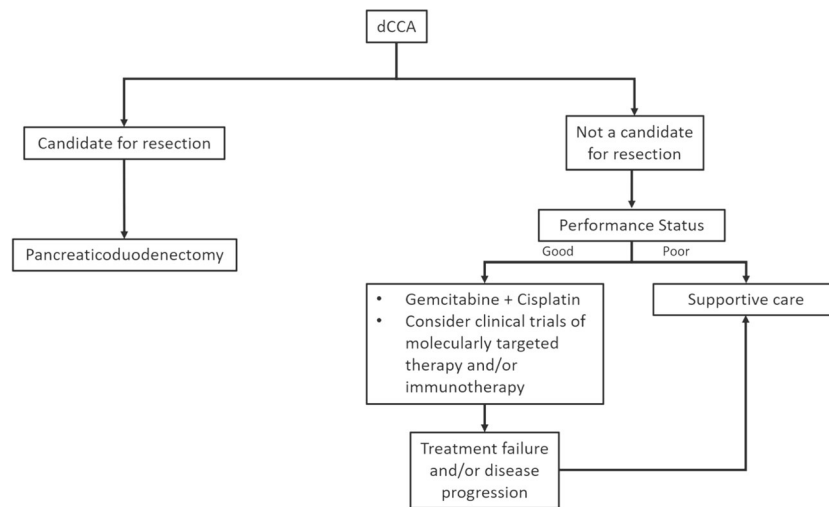 dCCA
Candidate for resection
Not a candidate
for resection
Pancreaticoduodenectomy
Performance Status
Good
Poor
• Gemcitabine + Cisplatin
• Consider clinical trials of
molecularly targeted
therapy and/or
immunotherapy
Supportive care
Treatment failure
and/or disease
progression